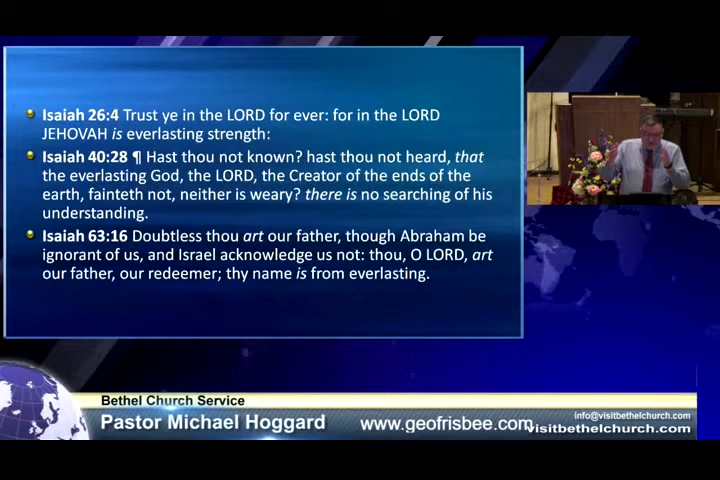 Isaiah 26:4 Trust ye in the LORD for ever: for in the LORD
JEHOVAH is everlasting strength:
Isaiah 40:28 ¶ Hast thou not known? hast thou not heard, that
the everlasting God, the LORD, the Creator of the ends of the
earth, fainteth not, neither is weary? there is no searching of his
understanding.
Isaiah 63:16 Doubtless thou art our father, though Abraham be
ignorant of us, and Israel acknowledge us not: thou, O LORD, art
our father, our redeemer; thy name is from everlasting.
Bethel Church Service
Pastor Michael Hoggard
www.geofrisbee.com
info@visitbethelchurch.com
visitbethelchurch.com